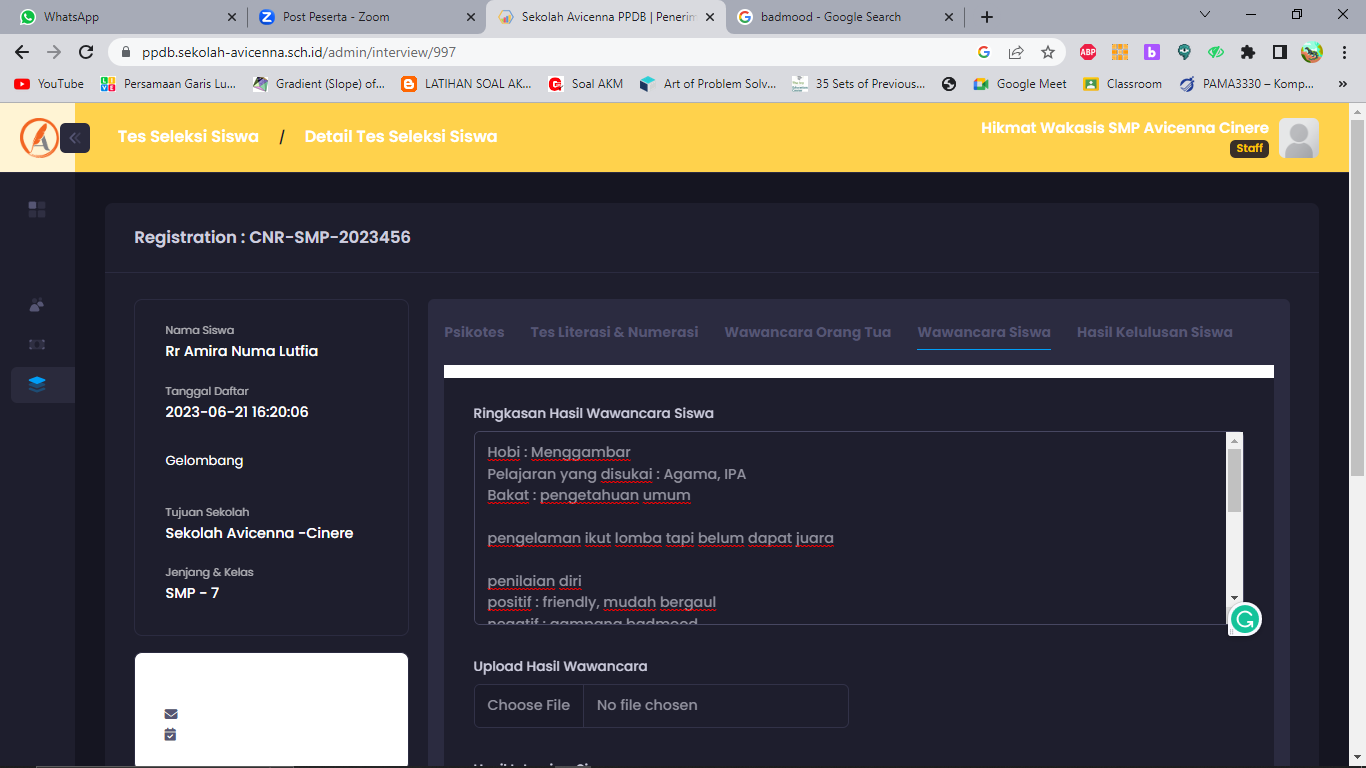 WhatsApp
Post Peserta - Zoom
Sekolah Avicenna PPDB | Penerim
badmood - Google Search
ppdb.sekolah-avicenna.sch.id/admin/interview/997
ABP
b
YouTube
Persamaan Garis Lu...
Gradient (Slope) of...
LATIHAN SOAL AK...
Soal AKM
Art of Problem Solv...
35 Sets of Previous...
Google Meet
Classroom
PAMA3330 – Komp...
»
Tes Seleksi Siswa / Detail Tes Seleksi Siswa
Hikmat Wakasis SMP Avicenna Cinere
Staff
Registration : CNR-SMP-2023456
Nama Siswa
Rr Amira Numa Lutfia
Tanggal Daftar
2023-06-21 16:20:06
Gelombang
Tujuan Sekolah
Sekolah Avicenna -Cinere
Jenjang & Kelas
SMP - 7
Psikotes
Tes Literasi & Numerasi
Wawancara Orang Tua
Wawancara Siswa
Hasil Kelulusan Siswa
Ringkasan Hasil Wawancara Siswa
Hobi : Menggambar
Pelajaran yang disukai : Agama, IPA
Bakat : pengetahuan umum
pengelaman ikut lomba tapi belum dapat juara
penilaian diri
positif : friendly, mudah bergaul
negatif : gampang badmood
Upload Hasil Wawancara
Choose File
No file chosen